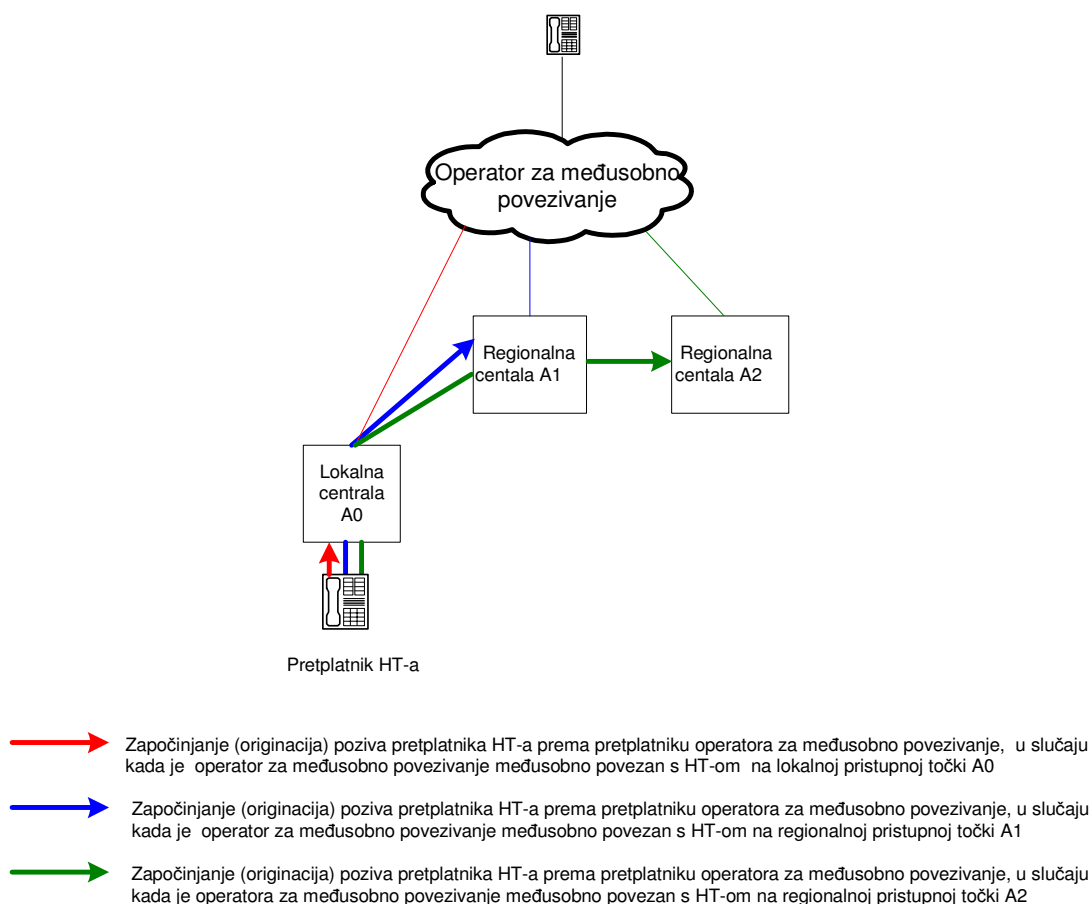 Operator za međusobno
povezivanje
Regionalna
centala A1
Regionalna
centala A2
Lokalna
centrala
A0
Pretplatnik HT-a
Započinjanje (originacija) poziva pretplatnika HT-a prema pretplatniku operatora za međusobno povezivanje, u slučaju
kada je operator za međusobno povezivanje međusobno povezan s HT-om na lokalnoj pristupnoj točki A0
Započinjanje (originacija) poziva pretplatnika HT-a prema pretplatniku operatora za međusobno povezivanje, u slučaju
kada je operator za međusobno povezivanje međusobno povezan s HT-om na regionalnoj pristupnoj točki A1
Započinjanje (originacija) poziva pretplatnika HT-a prema pretplatniku operatora za međusobno povezivanje, u slučaju
kada je operatora za međusobno povezivanje međusobno povezan s HT-om na regionalnoj pristupnoj točki A2